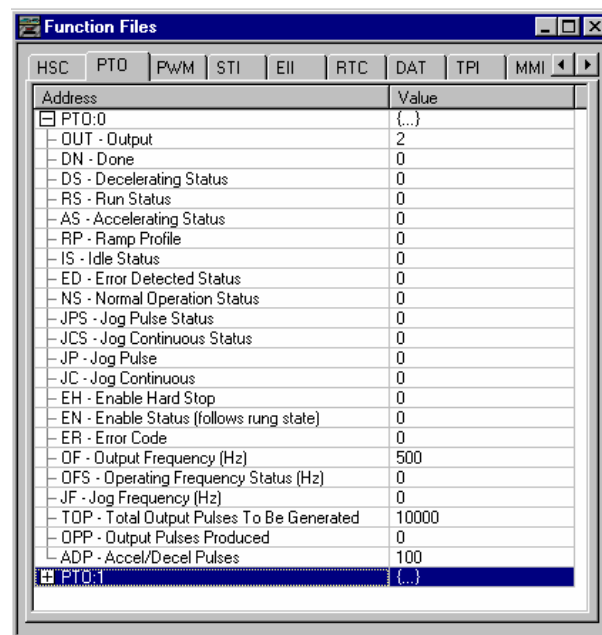 Function Files
HSC PTO PWM STI EII RTC DAT TPI MMI
Address Value
PTO:0 {...}
OUT - Output 2
DN - Done 0
DS - Decelerating Status 0
RS - Run Status 0
AS - Accelerating Status 0
RP - Ramp Profile 0
IS - Idle Status 0
ED - Error Detected Status 0
NS - Normal Operation Status 0
JPS - Jog Pulse Status 0
JCS - Jog Continuous Status 0
JP - Jog Pulse 0
JC - Jog Continuous 0
EH - Enable Hard Stop 0
EN - Enable Status (follows rung state) 0
ER - Error Code 0
OF - Output Frequency (Hz) 500
OFS - Operating Frequency Status (Hz) 0
JF - Jog Frequency (Hz) 0
TOP - Total Output Pulses To Be Generated 10000
OPP - Output Pulses Produced 0
ADP - Accel/Decel Pulses 100
PTO:1 {...}